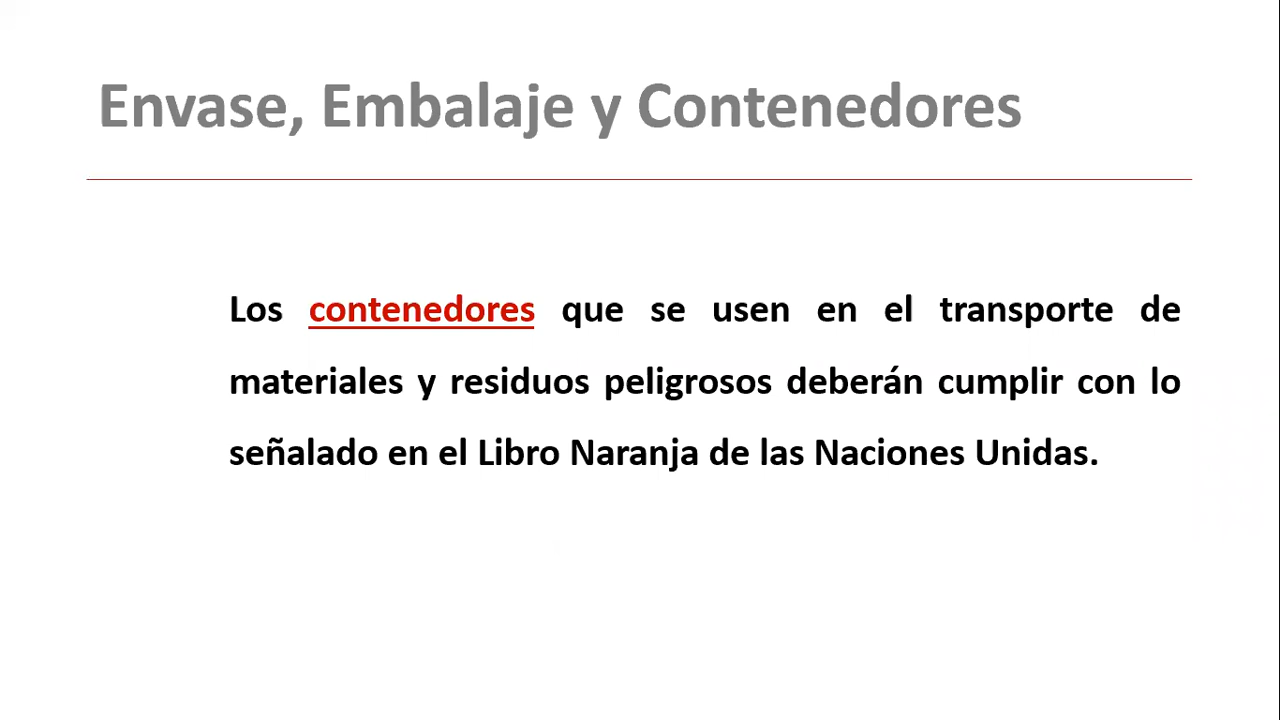 Envase, Embalaje y Contenedores
Los contenedores que se usen en el transporte de
materiales y residuos peligrosos deberán cumplir con lo
señalado en el Libro Naranja de las Naciones Unidas.